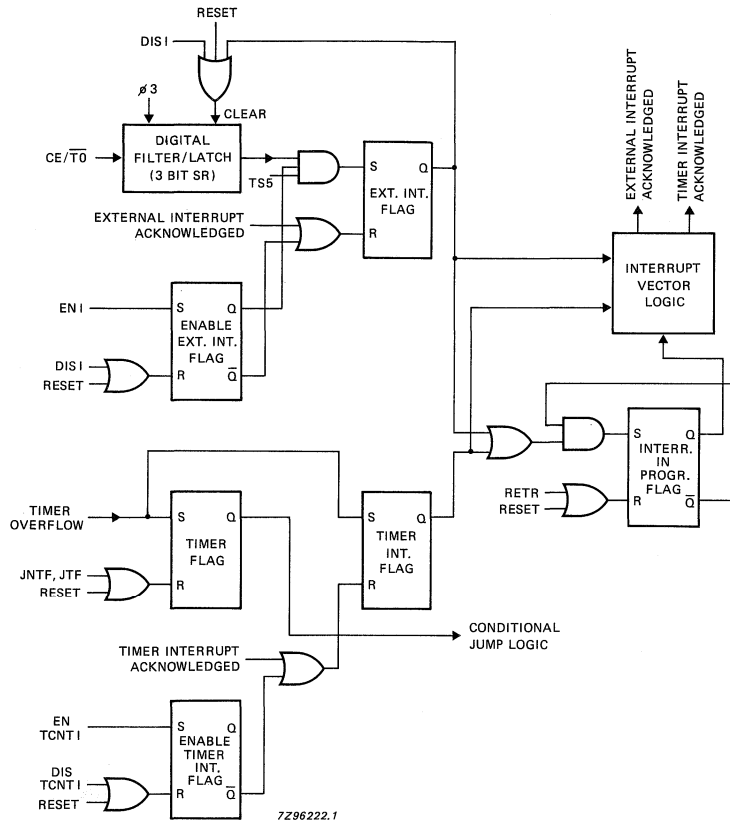 RESET
DIS I
ø3
CLEAR
CE/T̅0̅
DIGITAL
FILTER/LATCH
(3 BIT SR)
TS5
S
Q
EXT. INT.
FLAG
R
EXTERNAL INTERRUPT
ACKNOWLEDGED
EXTERNAL INTERRUPT
ACKNOWLEDGED
TIMER INTERRUPT
ACKNOWLEDGED
INTERRUPT
VECTOR
LOGIC
EN I
S
Q
ENABLE
EXT. INT.
FLAG
R
Q̅
DIS I
RESET
S
Q
INTERR.
IN
PROGR.
FLAG
R
Q̅
RETR
RESET
TIMER
OVERFLOW
S
Q
TIMER
FLAG
R
JNTF, JTF
RESET
S
Q
TIMER
INT.
FLAG
R
CONDITIONAL
JUMP LOGIC
TIMER INTERRUPT
ACKNOWLEDGED
EN
TCNT I
S
Q
ENABLE
TIMER
INT.
FLAG
R
Q̅
DIS
TCNT I
RESET
7Z96222.1